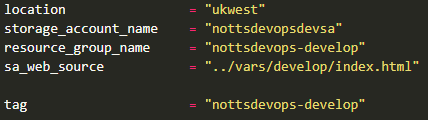 location = "ukwest"
storage_account_name = "nottsdevopsdevsa"
resource_group_name = "nottsdevops-develop"
sa_web_source = "../vars/develop/index.html"
tag = "nottsdevops-develop"